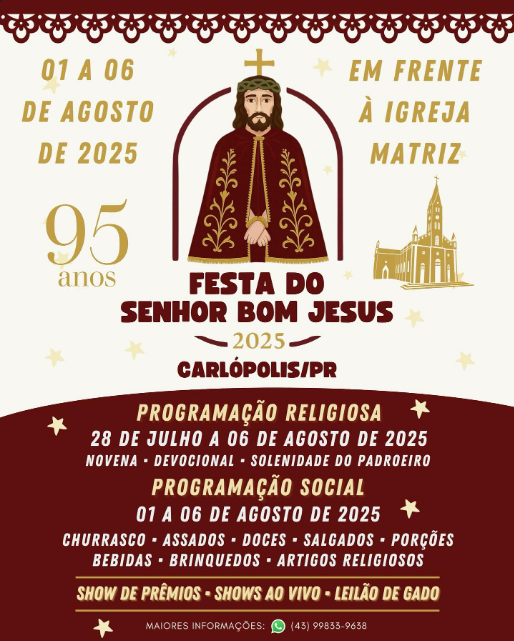 01 A 06
DE AGOSTO
DE 2025
EM FRENTE
À IGREJA
MATRIZ
95
anos
FESTA DO
SENHOR BOM JESUS
2025
CARLÓPOLIS/PR
PROGRAMAÇÃO RELIGIOSA
28 DE JULHO A 06 DE AGOSTO DE 2025
NOVENA • DEVOCIONAL • SOLENIDADE DO PADROEIRO
PROGRAMAÇÃO SOCIAL
01 A 06 DE AGOSTO DE 2025
CHURRASCO • ASSADOS • DOCES • SALGADOS • PORÇÕES
BEBIDAS • BRINQUEDOS • ARTIGOS RELIGIOSOS
SHOW DE PRÊMIOS • SHOWS AO VIVO • LEILÃO DE GADO
MAIORES INFORMAÇÕES: (43) 99833-9638